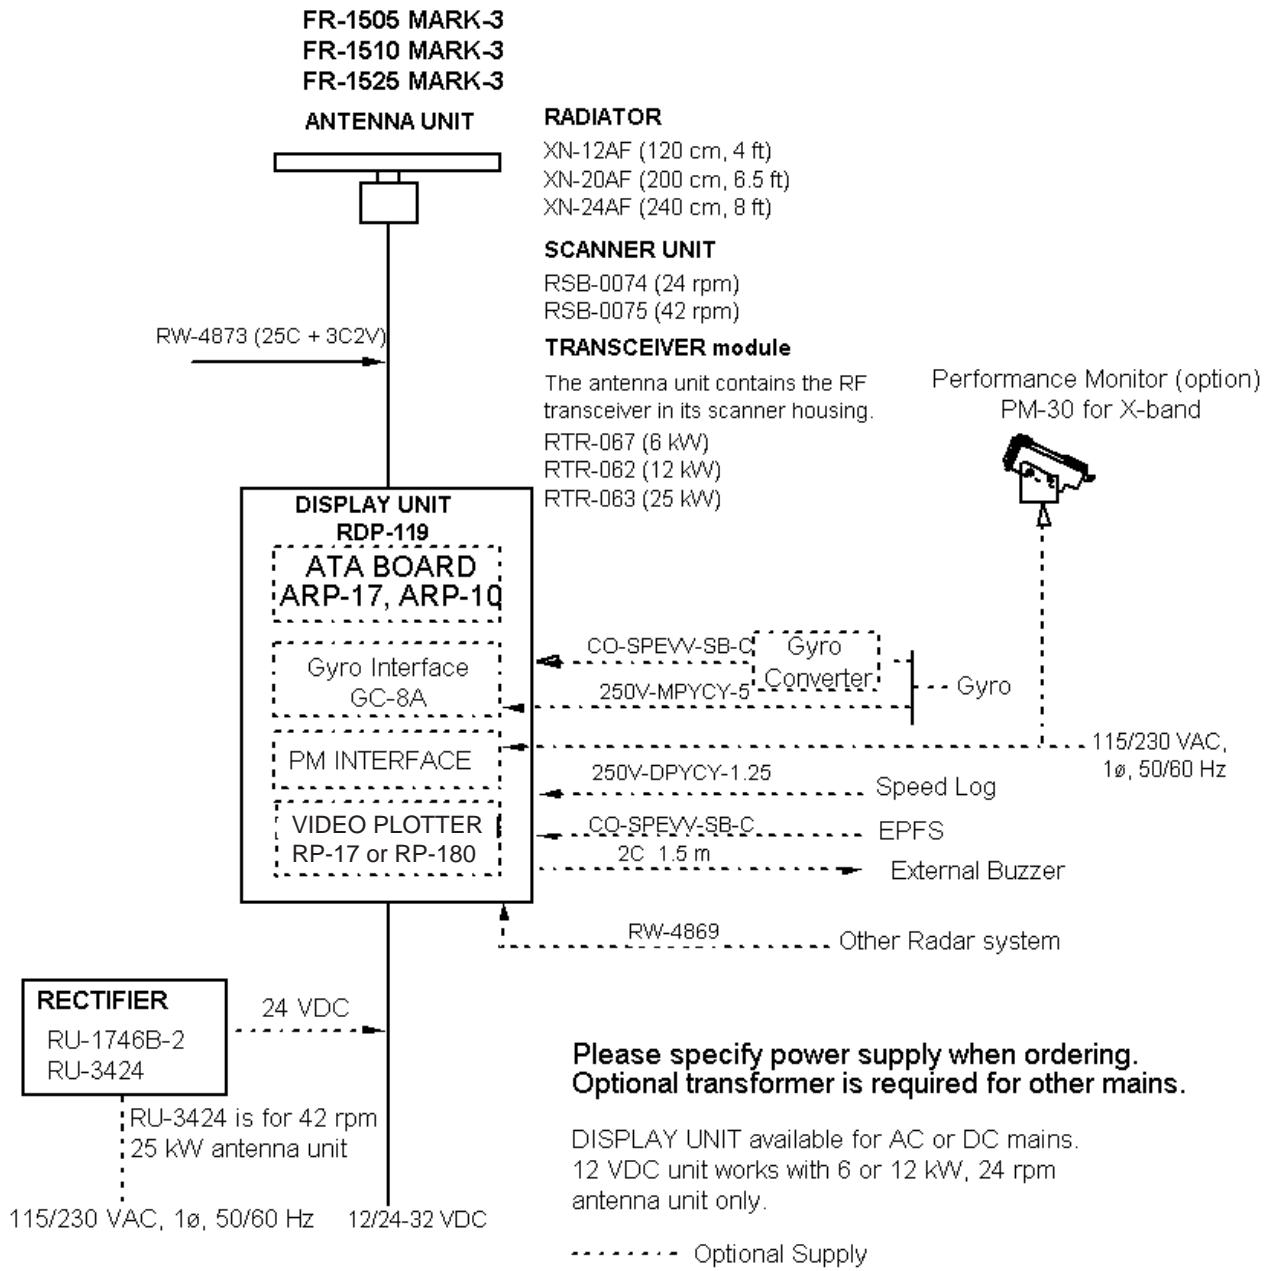 FR-1505 MARK-3
FR-1510 MARK-3
FR-1525 MARK-3
ANTENNA UNIT
RADIATOR
XN-12AF (120 cm, 4 ft)
XN-20AF (200 cm, 6.5 ft)
XN-24AF (240 cm, 8 ft)
SCANNER UNIT
RSB-0074 (24 rpm)
RSB-0075 (42 rpm)
RW-4873 (25C + 3C2V)
TRANSCEIVER module
The antenna unit contains the RF
transceiver in its scanner housing.
RTR-067 (6 kW)
RTR-062 (12 kW)
RTR-063 (25 kW)
Performance Monitor (option)
PM-30 for X-band
DISPLAY UNIT
RDP-119
ATA BOARD
ARP-17, ARP-10
Gyro Interface
GC-8A
PM INTERFACE
VIDEO PLOTTER
RP-17 or RP-180
CO-SPEVV-SB-C
Gyro
Converter
250V-MPYCY-5
Gyro
115/230 VAC,
1ø, 50/60 Hz
250V-DPYCY-1.25
Speed Log
CO-SPEVV-SB-C
EPFS
2C 1.5 m
External Buzzer
RW-4869
Other Radar system
RECTIFIER
RU-1746B-2
RU-3424
24 VDC
RU-3424 is for 42 rpm
25 kW antenna unit
115/230 VAC, 1ø, 50/60 Hz
12/24-32 VDC
Please specify power supply when ordering.
Optional transformer is required for other mains.
DISPLAY UNIT available for AC or DC mains.
12 VDC unit works with 6 or 12 kW, 24 rpm
antenna unit only.
Optional Supply